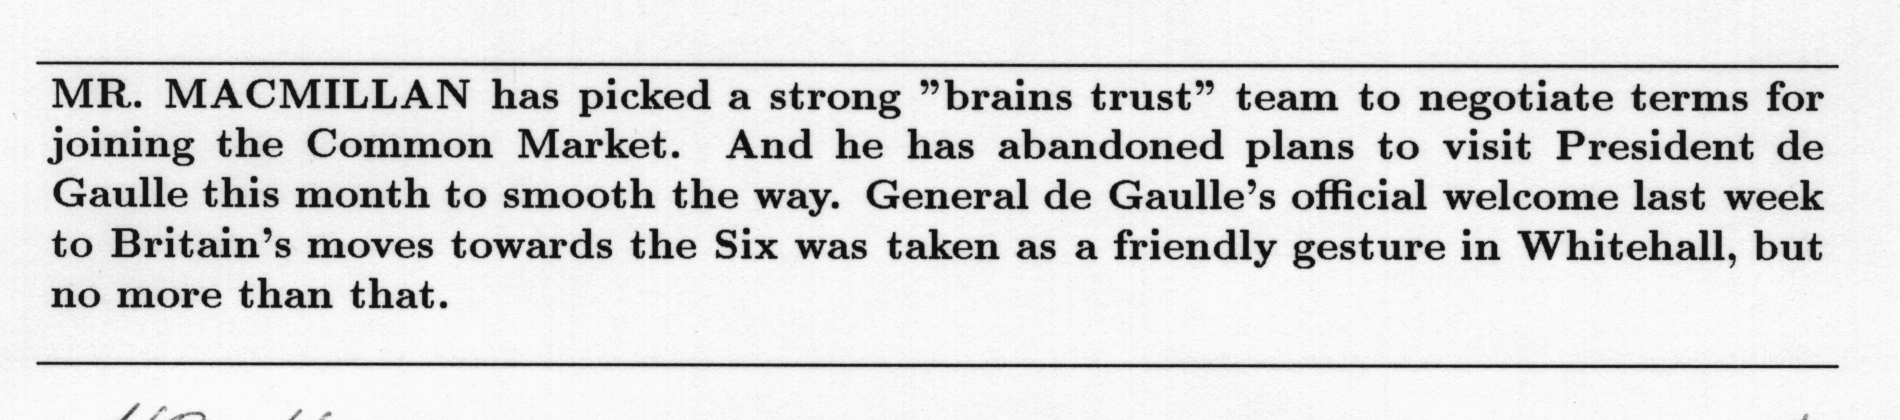 MR. MACMILLAN has picked a strong ”brains trust” team to negotiate terms for
joining the Common Market. And he has abandoned plans to visit President de
Gaulle this month to smooth the way. General de Gaulle’s official welcome last week
to Britain’s moves towards the Six was taken as a friendly gesture in Whitehall, but
no more than that.